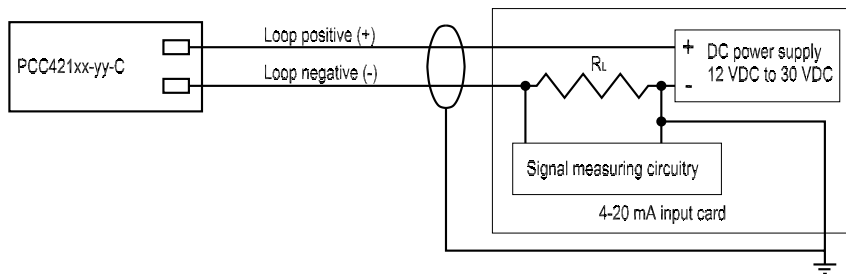 Loop positive (+)
PCC421xx-yy-C
Loop negative (-)
+
DC power supply
12 VDC to 30 VDC
-
RL
Signal measuring circuitry
4-20 mA input card